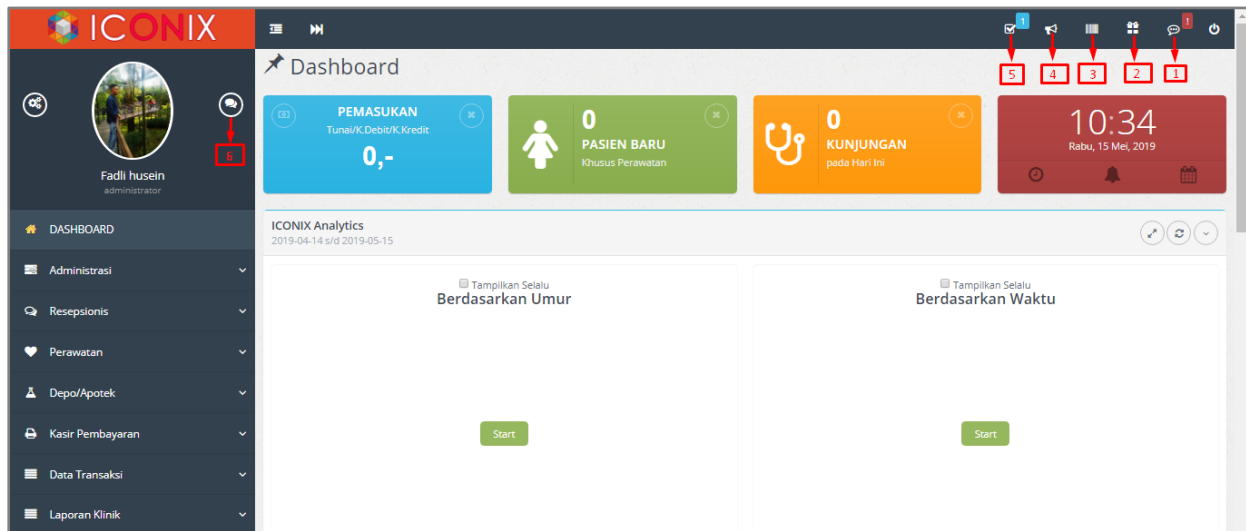 ICONIX
1
!
5
4
3
2
1
6
Fadli husein
administrator
DASHBOARD
Administrasi
Resepsionis
Perawatan
Depo/Apotek
Kasir Pembayaran
Data Transaksi
Laporan Klinik
Dashboard
PEMASUKAN
Tunai/K.Debit/K.Kredit
0,-
0
PASIEN BARU
Khusus Perawatan
0
KUNJUNGAN
pada Hari Ini
10:34
Rabu, 15 Mei, 2019
ICONIX Analytics
2019-04-14 s/d 2019-05-15
Tampilkan Selalu
Berdasarkan Umur
Start
Tampilkan Selalu
Berdasarkan Waktu
Start